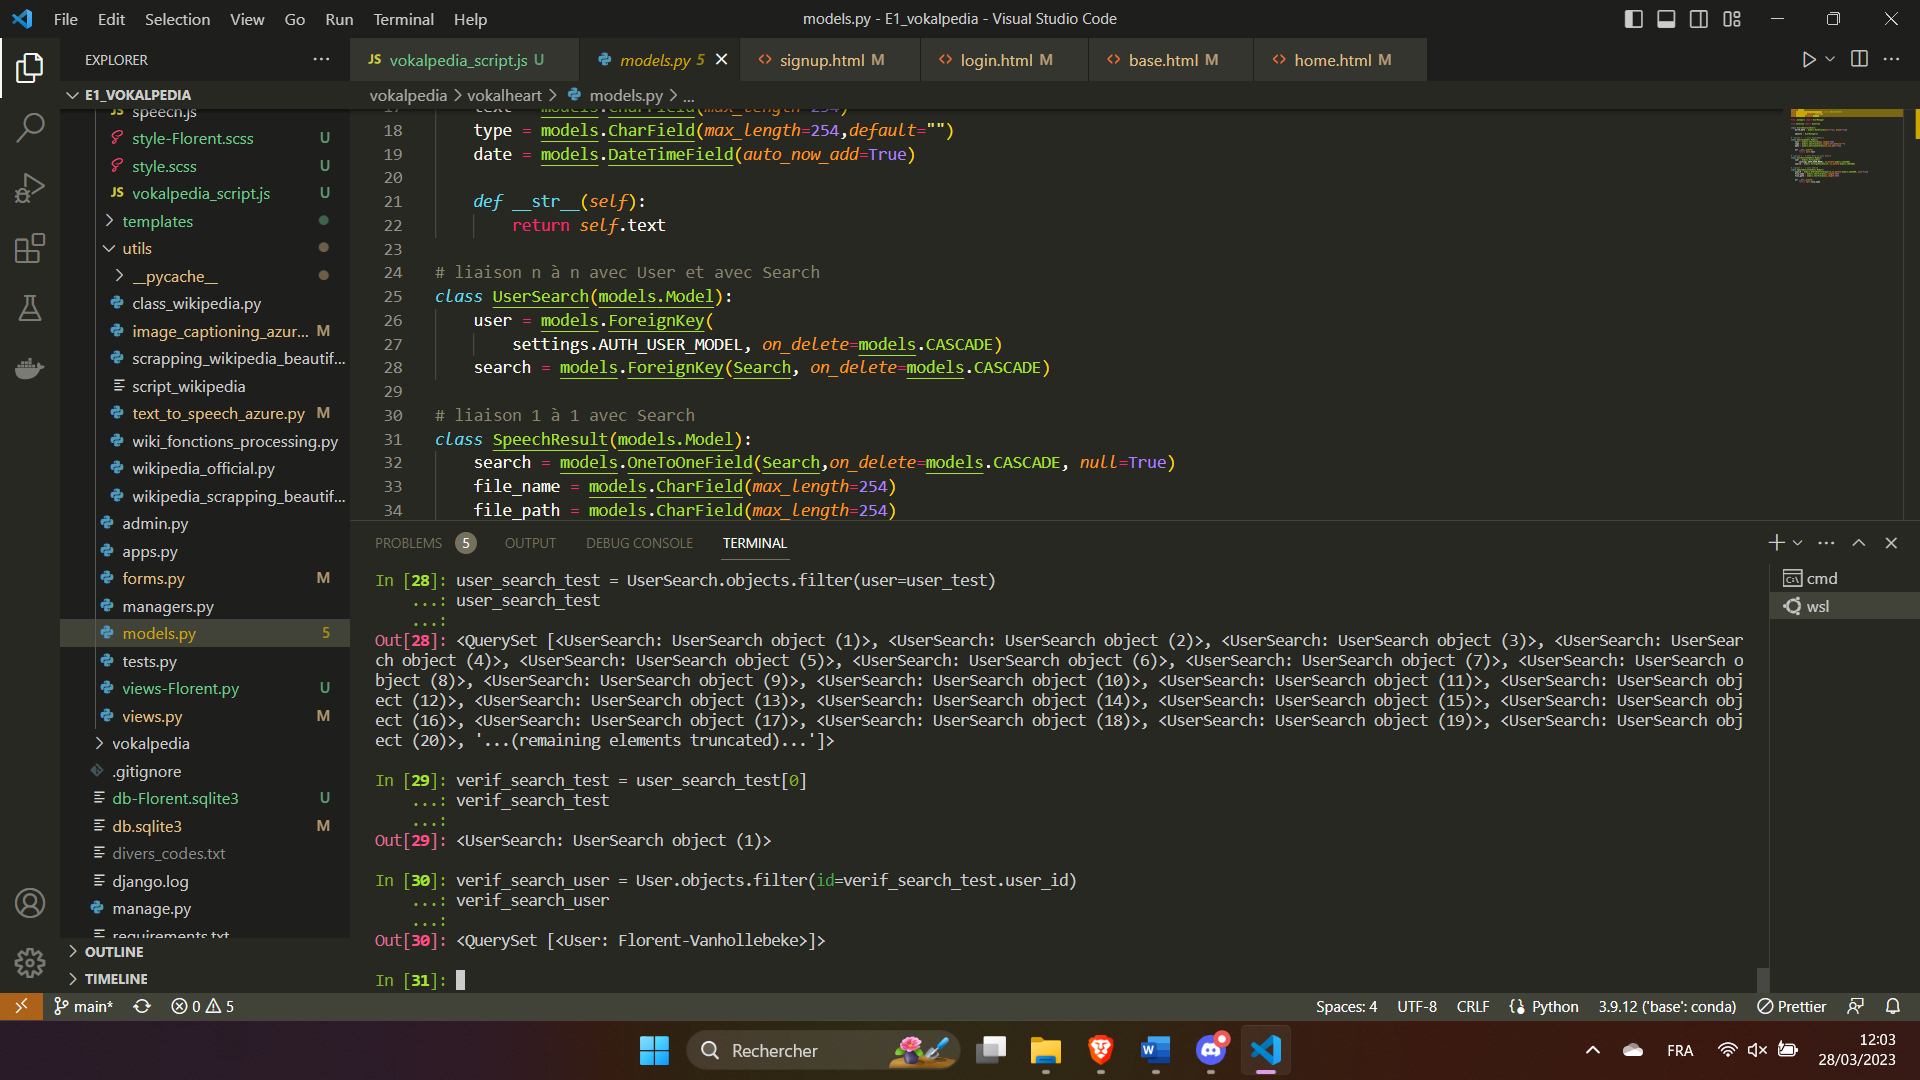 File Edit Selection View Go Run Terminal Help
models.py - E1_vokalpedia - Visual Studio Code
EXPLORER
E1_VOKALPEDIA
speech.js
style-Florent.scss U
style.scss U
JS vokalpedia_script.js U
templates
utils
__pycache__
class_wikipedia.py
image_captioning_azur... M
scrapping_wikipedia_beautif...
script_wikipedia
text_to_speech_azure.py M
wiki_fonctions_processing.py
wikipedia_official.py
wikipedia_scrapping_beautif...
admin.py
apps.py
forms.py M
managers.py
models.py 5
tests.py
views-Florent.py U
views.py M
vokalpedia
.gitignore
db-Florent.sqlite3 U
db.sqlite3 M
divers_codes.txt
django.log
manage.py
requirements.txt
OUTLINE
TIMELINE
JS vokalpedia_script.js U
models.py 5
signup.html M
login.html M
base.html M
home.html M
vokalpedia > vokalheart > models.py > ...
17 text = models.CharField(max_length=254)
18 type = models.CharField(max_length=254,default="")
19 date = models.DateTimeField(auto_now_add=True)
20
21 def __str__(self):
22 return self.text
23
24 # liaison n à n avec User et avec Search
25 class UserSearch(models.Model):
26 user = models.ForeignKey(
27 settings.AUTH_USER_MODEL, on_delete=models.CASCADE)
28 search = models.ForeignKey(Search, on_delete=models.CASCADE)
29
30 # liaison 1 à 1 avec Search
31 class SpeechResult(models.Model):
32 search = models.OneToOneField(Search,on_delete=models.CASCADE, null=True)
33 file_name = models.CharField(max_length=254)
34 file_path = models.CharField(max_length=254)
PROBLEMS 5 OUTPUT DEBUG CONSOLE TERMINAL
cmd
wsl
In [28]: user_search_test = UserSearch.objects.filter(user=user_test)
...: user_search_test
...:
Out[28]: <QuerySet [<UserSearch: UserSearch object (1)>, <UserSearch: UserSearch object (2)>, <UserSearch: UserSearch object (3)>, <UserSearch: UserSear
ch object (4)>, <UserSearch: UserSearch object (5)>, <UserSearch: UserSearch object (6)>, <UserSearch: UserSearch object (7)>, <UserSearch: UserSearch o
bject (8)>, <UserSearch: UserSearch object (9)>, <UserSearch: UserSearch object (10)>, <UserSearch: UserSearch object (11)>, <UserSearch: UserSearch obj
ect (12)>, <UserSearch: UserSearch object (13)>, <UserSearch: UserSearch object (14)>, <UserSearch: UserSearch object (15)>, <UserSearch: UserSearch obj
ect (16)>, <UserSearch: UserSearch object (17)>, <UserSearch: UserSearch object (18)>, <UserSearch: UserSearch object (19)>, <UserSearch: UserSearch obj
ect (20)>, '...(remaining elements truncated)...']>
In [29]: verif_search_test = user_search_test[0]
...: verif_search_test
...:
Out[29]: <UserSearch: UserSearch object (1)>
In [30]: verif_search_user = User.objects.filter(id=verif_search_test.user_id)
...: verif_search_user
...:
Out[30]: <QuerySet [<User: Florent-Vanhollebeke>]>
In [31]:
main* 0 5
Spaces: 4 UTF-8 CRLF Python 3.9.12 ('base': conda) Prettier
Rechercher
FRA
12:03
28/03/2023